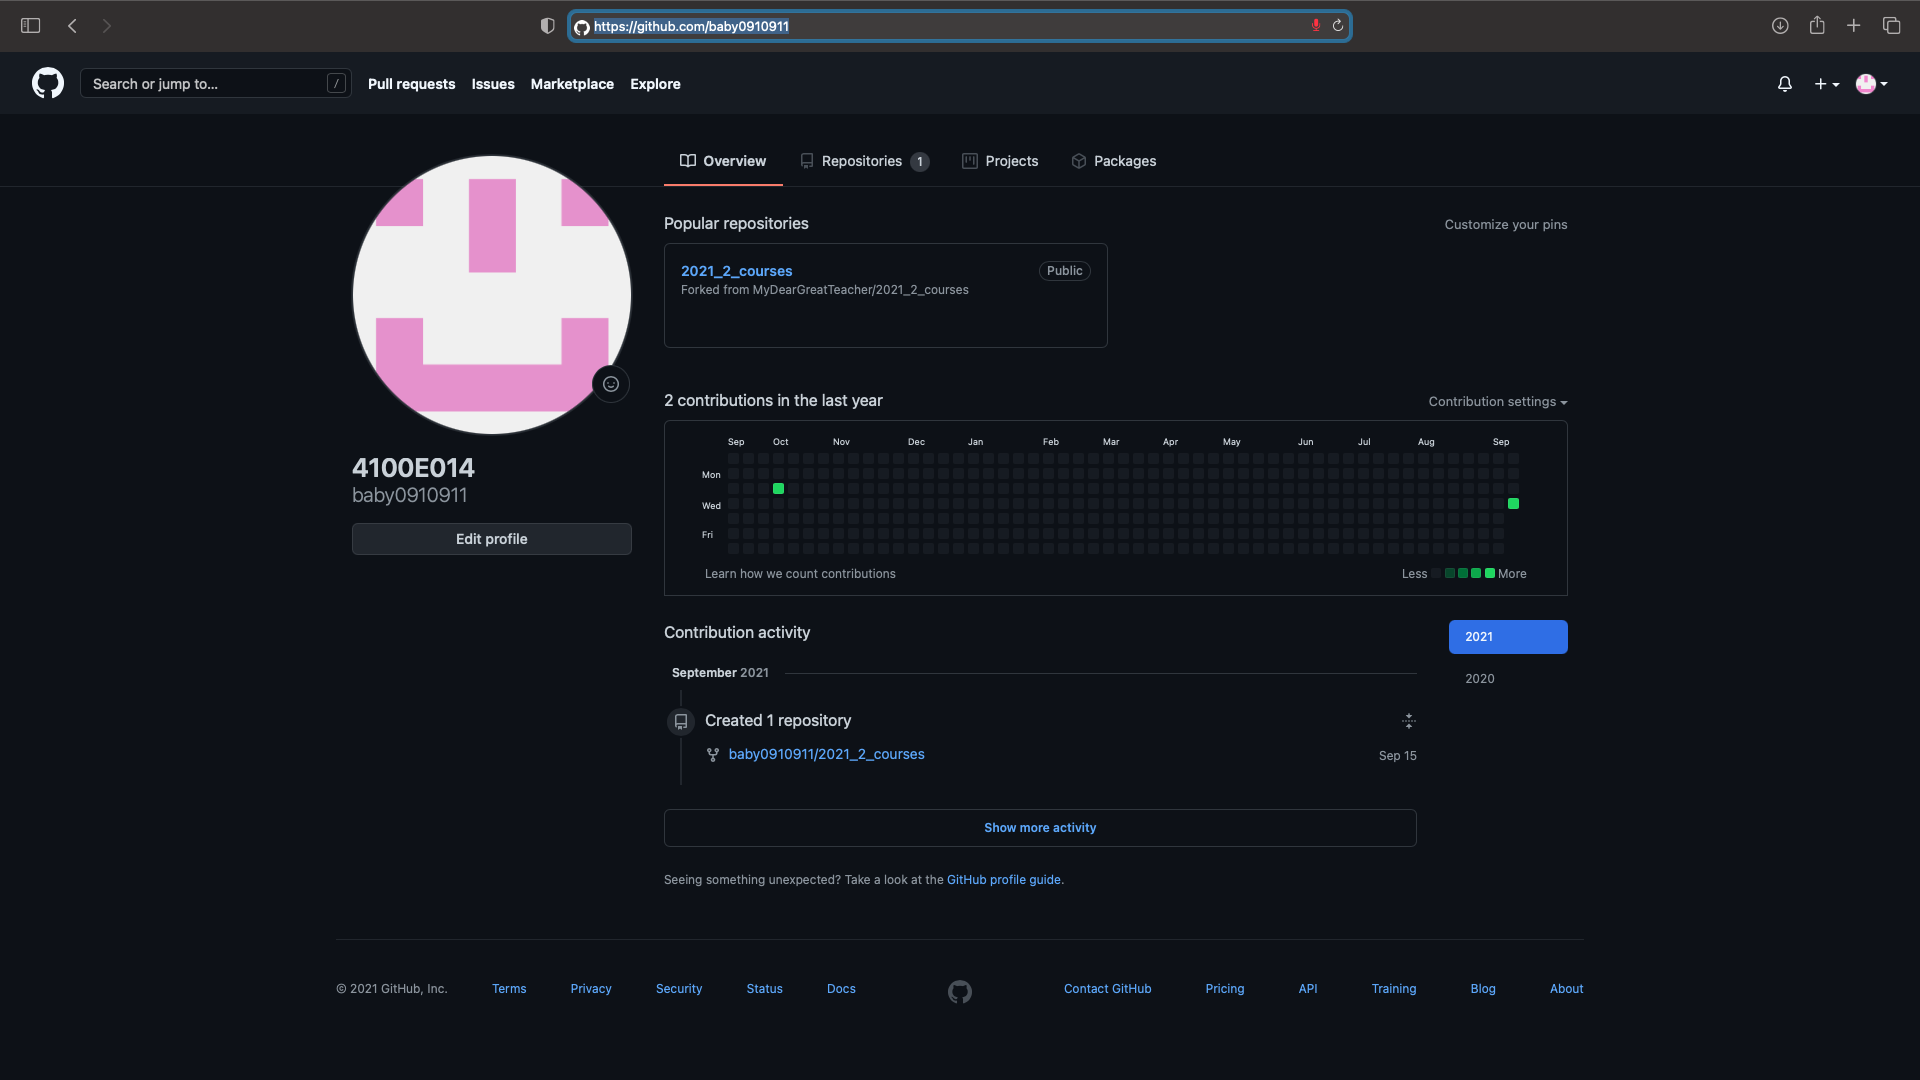 https://github.com/baby0910911
Search or jump to... /
Pull requests Issues Marketplace Explore
Overview Repositories 1 Projects Packages
Popular repositories Customize your pins
2021_2_courses Public
Forked from MyDearGreatTeacher/2021_2_courses
4100E014
baby0910911
Edit profile
2 contributions in the last year Contribution settings
Sep Oct Nov Dec Jan Feb Mar Apr May Jun Jul Aug Sep
Mon
Wed
Fri
Learn how we count contributions Less More
Contribution activity
2021
2020
September 2021
Created 1 repository
baby0910911/2021_2_courses Sep 15
Show more activity
Seeing something unexpected? Take a look at the GitHub profile guide.
© 2021 GitHub, Inc. Terms Privacy Security Status Docs Contact GitHub Pricing API Training Blog About